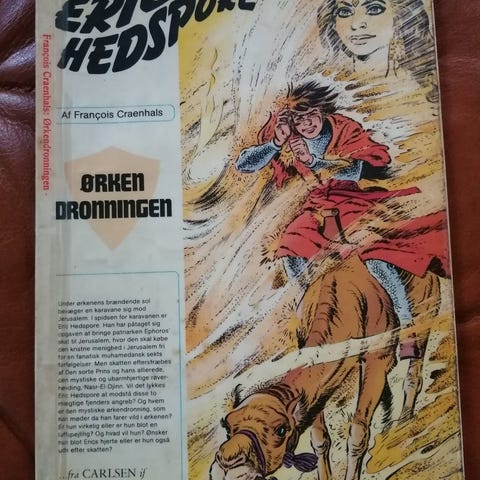 ERIC
HEDSPORE
François Craenhals: Ørkendronningen -
Af François Craenhals
ØRKEN
DRONNINGEN
Under ørkenens brændende sol
bevæger en karavane sig mod
Jerusalem. I spidsen for karavanen er
Eric Hedspore. Han har påtaget sig
opgaven at bringe patriarken Ephoros'
skat til Jerusalem, hvor den skal købe
den kristne menighed i Jerusalem fri
for en fanatisk muhamedansk sekts
forfølgelser. Men skatten efterstræbes
af Den sorte Prins og hans allierede,
den mystiske og ubarmhjertige røver-
høvding, Nasr-El-Djinn. Vil det lykkes
Eric Hedspore at modstå disse to
mægtige fjenders angreb? Og hvem
er den mystiske ørkendronning, som
han møder da han farer vild i ørkenen?
Er hun virkelig eller er hun blot en
luftspejling? Og hvad vil hun? Ønsker
hun blot Erics hjerte eller er hun også
ude efter skatten?
...fra CARLSEN if